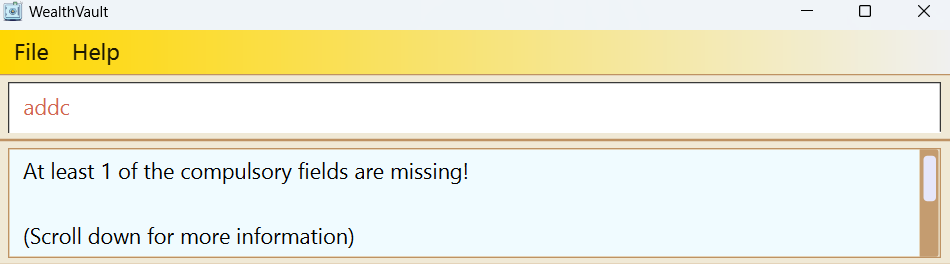 WealthVault
File Help
addc
At least 1 of the compulsory fields are missing!
(Scroll down for more information)